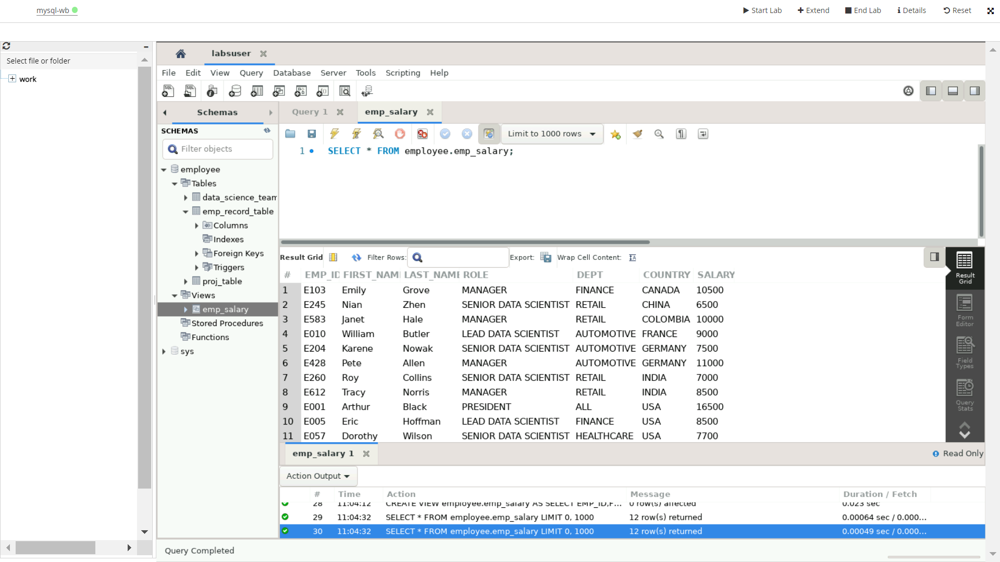 mysql-wb
Start Lab Extend End Lab Details Reset
Select file or folder
work
labsuser
File Edit View Query Database Server Tools Scripting Help
Schemas
Query 1 emp_salary
SCHEMAS
Filter objects
employee
Tables
data_science_team
emp_record_table
Columns
Indexes
Foreign Keys
Triggers
proj_table
Views
emp_salary
Stored Procedures
Functions
sys
Limit to 1000 rows
1 SELECT * FROM employee.emp_salary;
Result Grid Filter Rows: Export: Wrap Cell Content:
# EMP_ID FIRST_NAM LAST_NAME ROLE DEPT COUNTRY SALARY
1 E103 Emily Grove MANAGER FINANCE CANADA 10500
2 E245 Nian Zhen SENIOR DATA SCIENTIST RETAIL CHINA 6500
3 E583 Janet Hale MANAGER RETAIL COLOMBIA 10000
4 E010 William Butler LEAD DATA SCIENTIST AUTOMOTIVE FRANCE 9000
5 E204 Karene Nowak SENIOR DATA SCIENTIST AUTOMOTIVE GERMANY 7500
6 E428 Pete Allen MANAGER AUTOMOTIVE GERMANY 11000
7 E260 Roy Collins SENIOR DATA SCIENTIST RETAIL INDIA 7000
8 E612 Tracy Norris MANAGER RETAIL INDIA 8500
9 E001 Arthur Black PRESIDENT ALL USA 16500
10 E005 Eric Hoffman LEAD DATA SCIENTIST FINANCE USA 8500
11 E057 Dorothy Wilson SENIOR DATA SCIENTIST HEALTHCARE USA 7700
Result
Grid
Form
Editor
Field
Types
Query
Stats
emp_salary 1
Read Only
Action Output
# Time Action Message Duration / Fetch
28 11:04:12 CREATE VIEW employee.emp_salary AS SELECT EMP_ID,F... 0 row(s) affected 0.023 sec
29 11:04:32 SELECT * FROM employee.emp_salary LIMIT 0, 1000 12 row(s) returned 0.00064 sec / 0.000...
30 11:04:32 SELECT * FROM employee.emp_salary LIMIT 0, 1000 12 row(s) returned 0.00049 sec / 0.000...
Query Completed